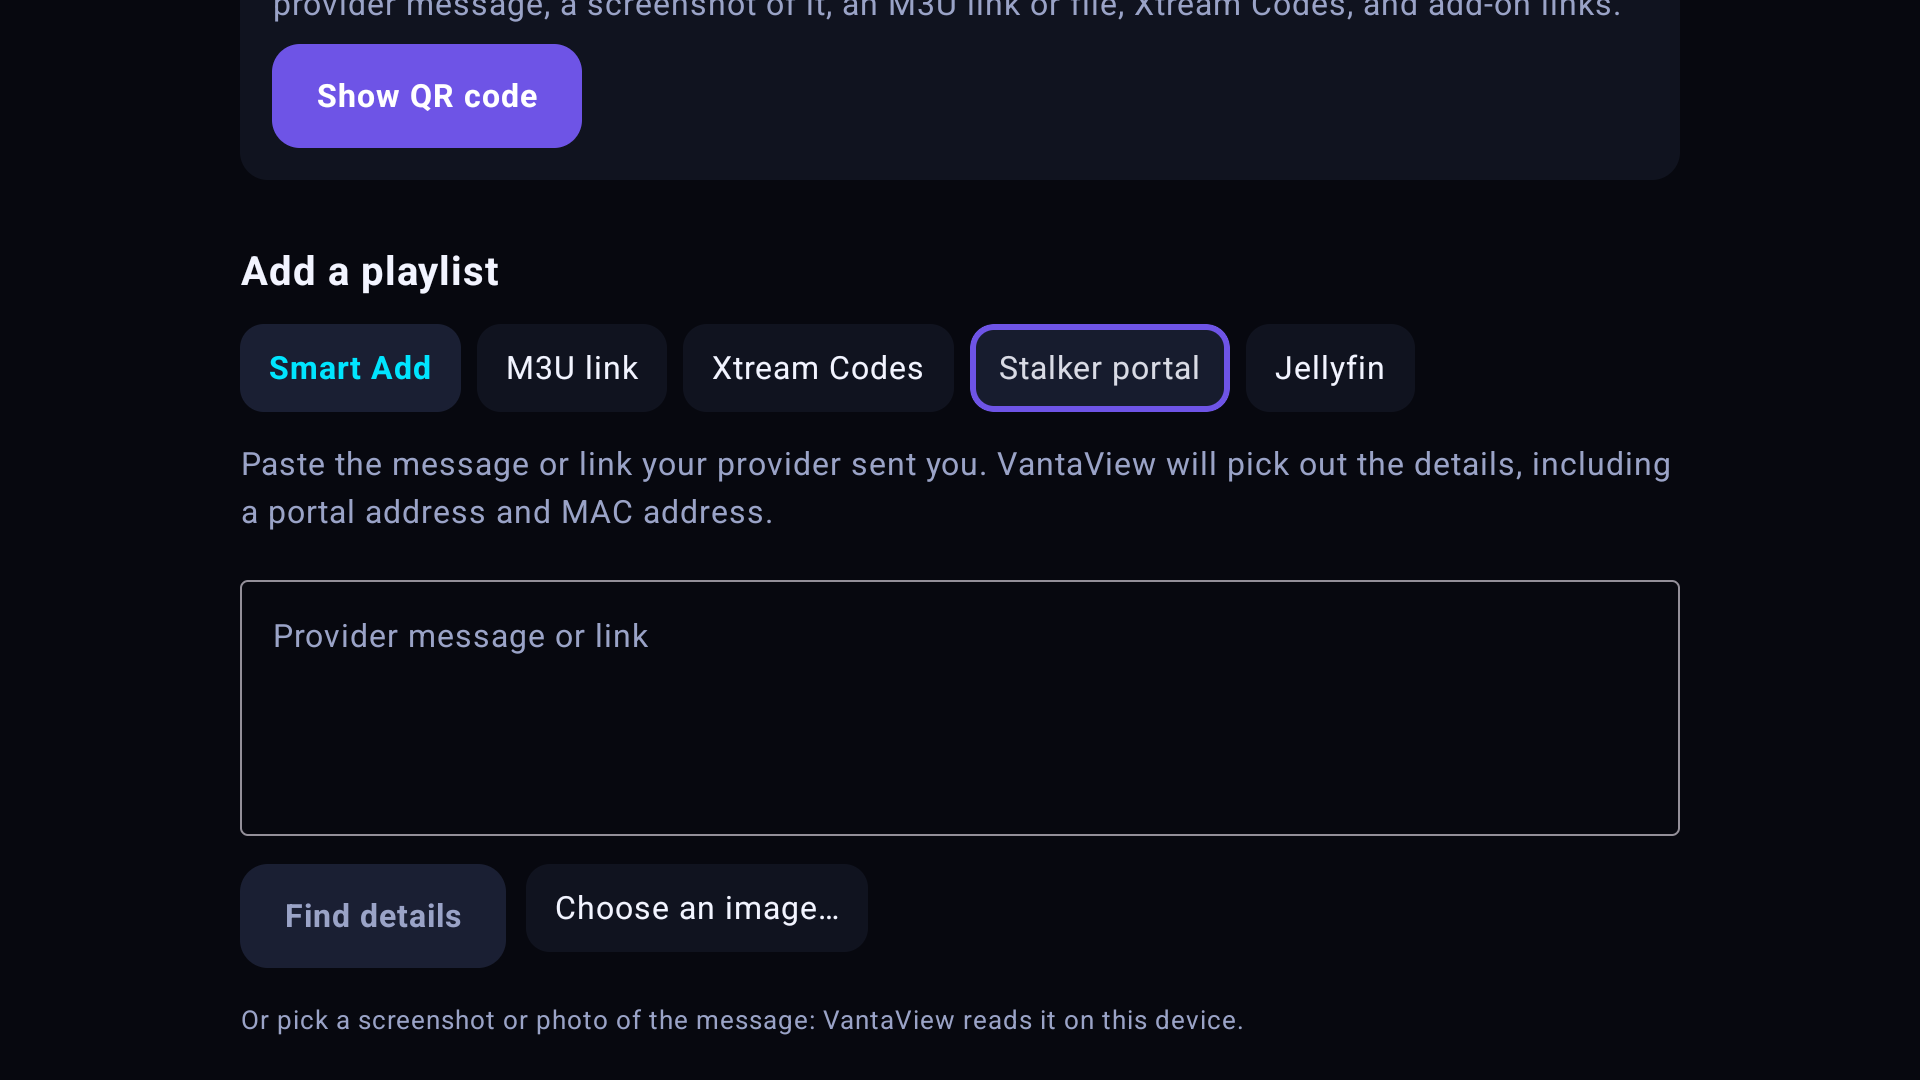 provider message, a screenshot of it, an M3U link or file, Xtream Codes, and add-on links.
Show QR code
Add a playlist
Smart Add
M3U link
Xtream Codes
Stalker portal
Jellyfin
Paste the message or link your provider sent you. VantaView will pick out the details, including
a portal address and MAC address.
Provider message or link
Find details
Choose an image…
Or pick a screenshot or photo of the message: VantaView reads it on this device.